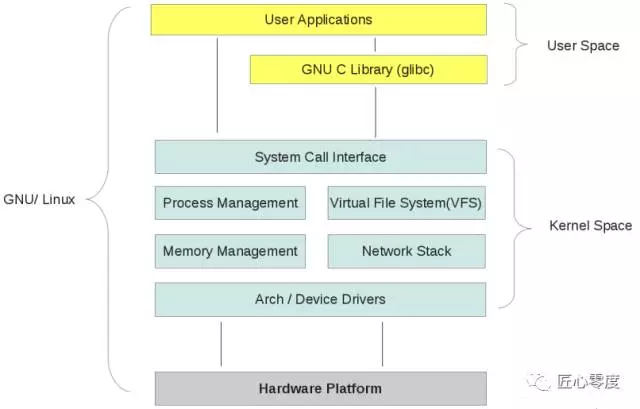 User Applications
User Space
GNU C Library (glibc)
System Call Interface
Process Management
Virtual File System(VFS)
GNU/ Linux
Kernel Space
Memory Management
Network Stack
Arch / Device Drivers
Hardware Platform
匠心零度